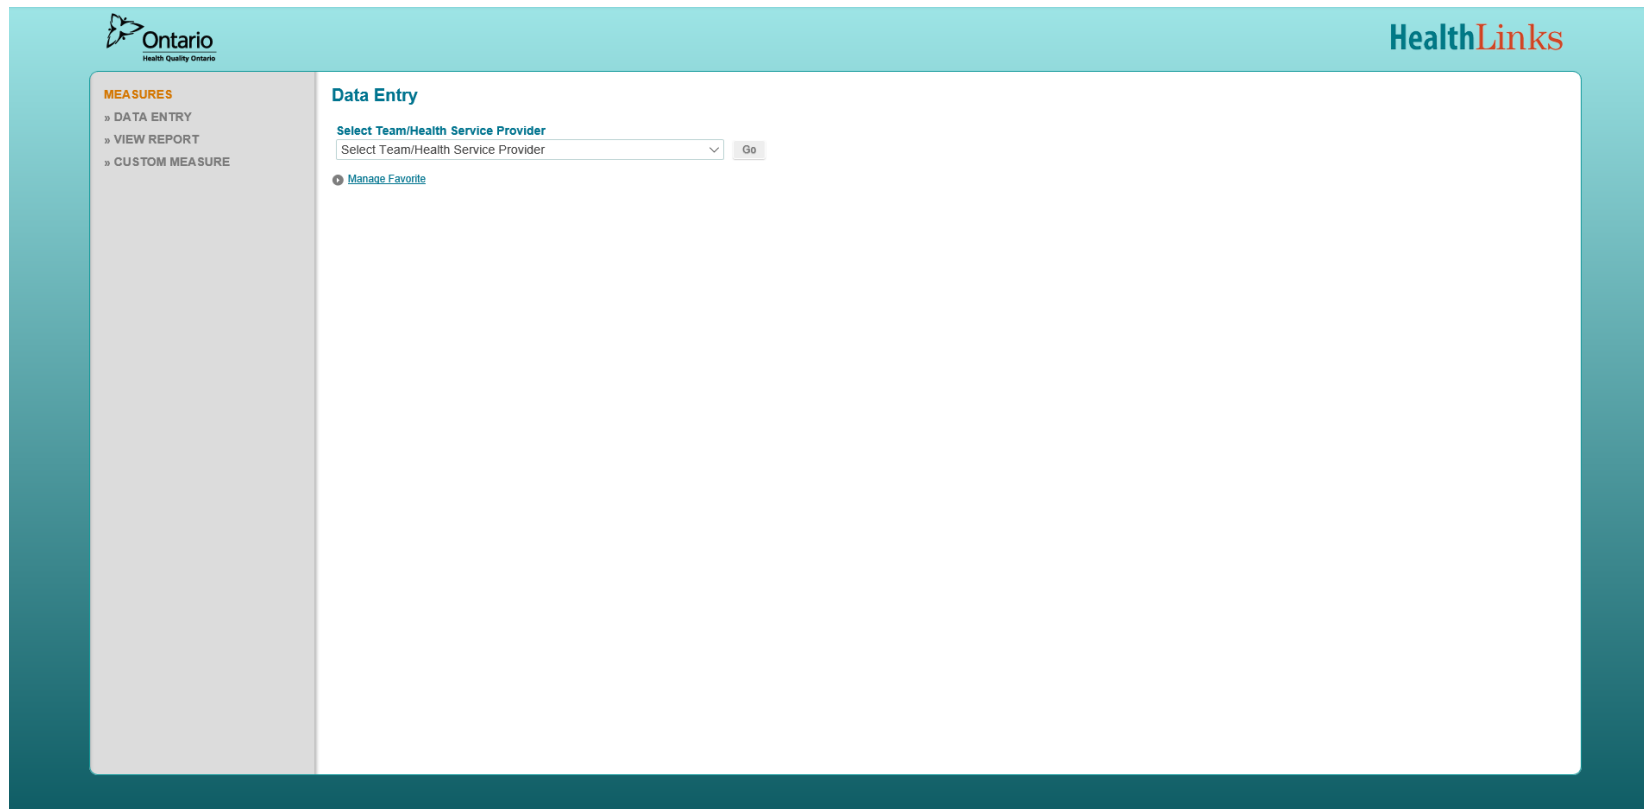 Ontario
Health Quality Ontario
HealthLinks
MEASURES
» DATA ENTRY
» VIEW REPORT
» CUSTOM MEASURE
Data Entry
Select Team/Health Service Provider
Select Team/Health Service Provider
Go
Manage Favorite